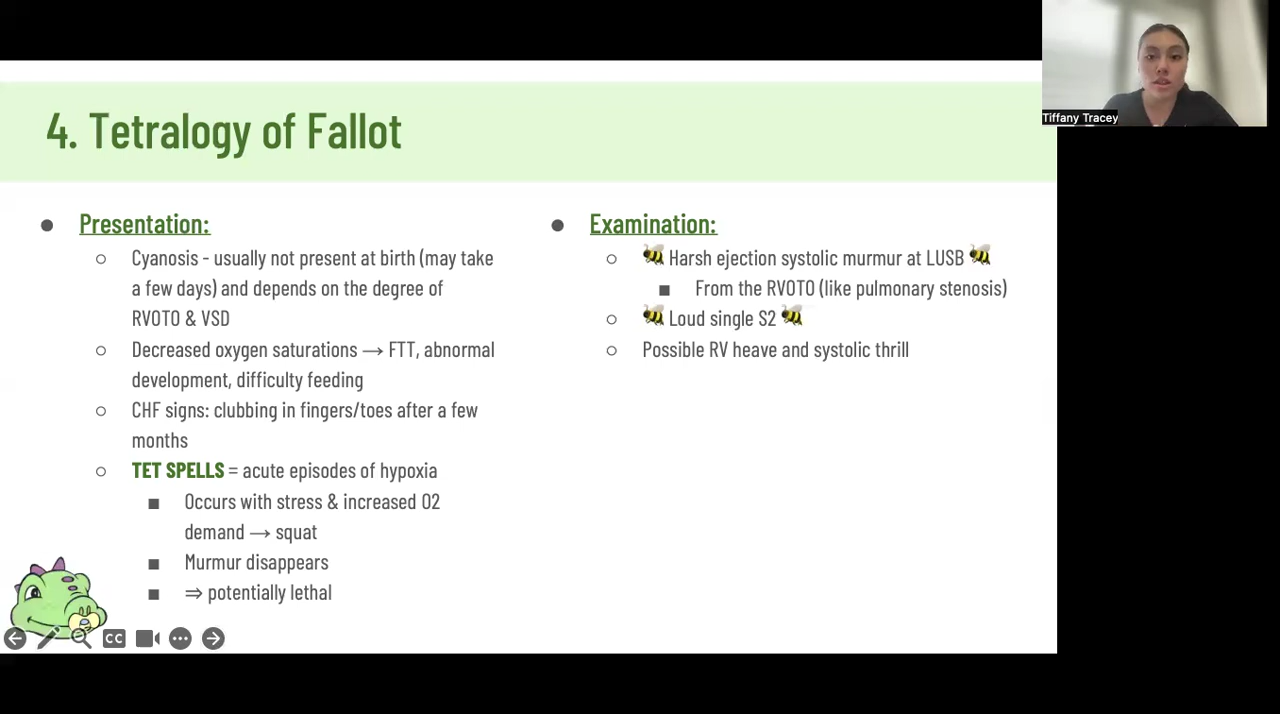 4. Tetralogy of Fallot
Tiffany Tracey
Presentation:
Cyanosis - usually not present at birth (may take
a few days) and depends on the degree of
RVOTO & VSD
Decreased oxygen saturations → FTT, abnormal
development, difficulty feeding
CHF signs: clubbing in fingers/toes after a few
months
TET SPELLS = acute episodes of hypoxia
Occurs with stress & increased O2
demand → squat
Murmur disappears
⇒ potentially lethal
Examination:
🐝 Harsh ejection systolic murmur at LUSB 🐝
From the RVOTO (like pulmonary stenosis)
🐝 Loud single S2 🐝
Possible RV heave and systolic thrill
CC